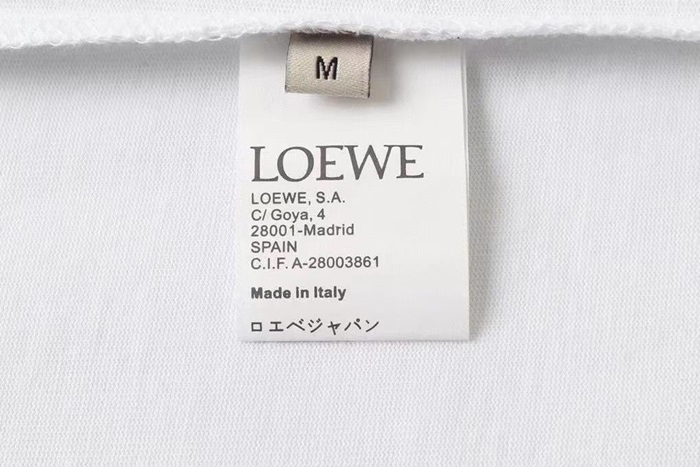 M
LOEWE
LOEWE, S.A.
C/ Goya, 4
28001-Madrid
SPAIN
C.I.F. A-28003861
Made in Italy
ロエベジャパン